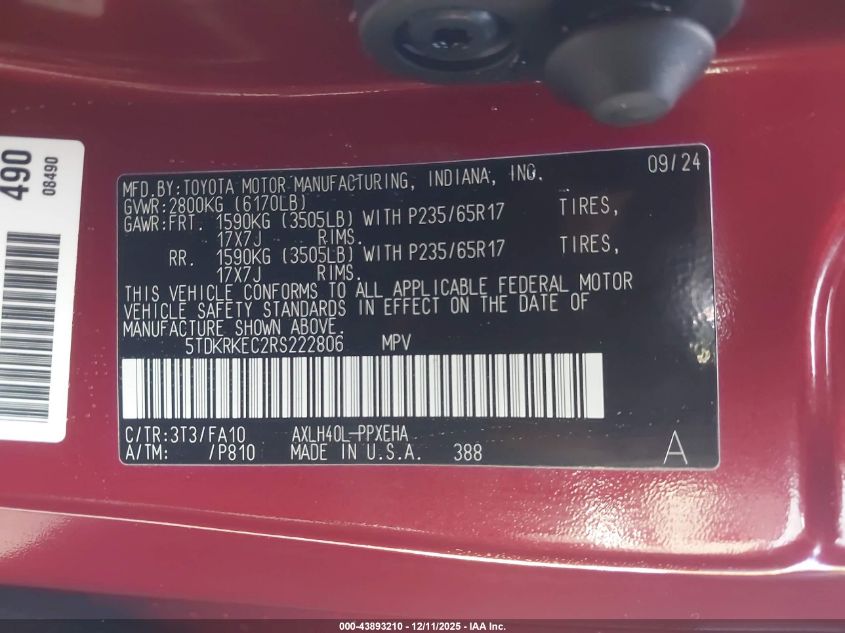 490
08490
MFD.BY:TOYOTA MOTOR MANUFACTURING, INDIANA, INC. 09/24
GVWR:2800KG (6170LB)
GAWR:FRT. 1590KG (3505LB) WITH P235/65R17 TIRES,
17X7J RIMS.
RR. 1590KG (3505LB) WITH P235/65R17 TIRES,
17X7J RIMS.
THIS VEHICLE CONFORMS TO ALL APPLICABLE FEDERAL MOTOR
VEHICLE SAFETY STANDARDS IN EFFECT ON THE DATE OF
MANUFACTURE SHOWN ABOVE.
5TDKRKEC2RS222806 MPV
C/TR:3T3/FA10 AXLH40L-PPXEHA
A/TM: /P810 MADE IN U.S.A. 388 A
000-43893210 - 12/11/2025 - IAA Inc.